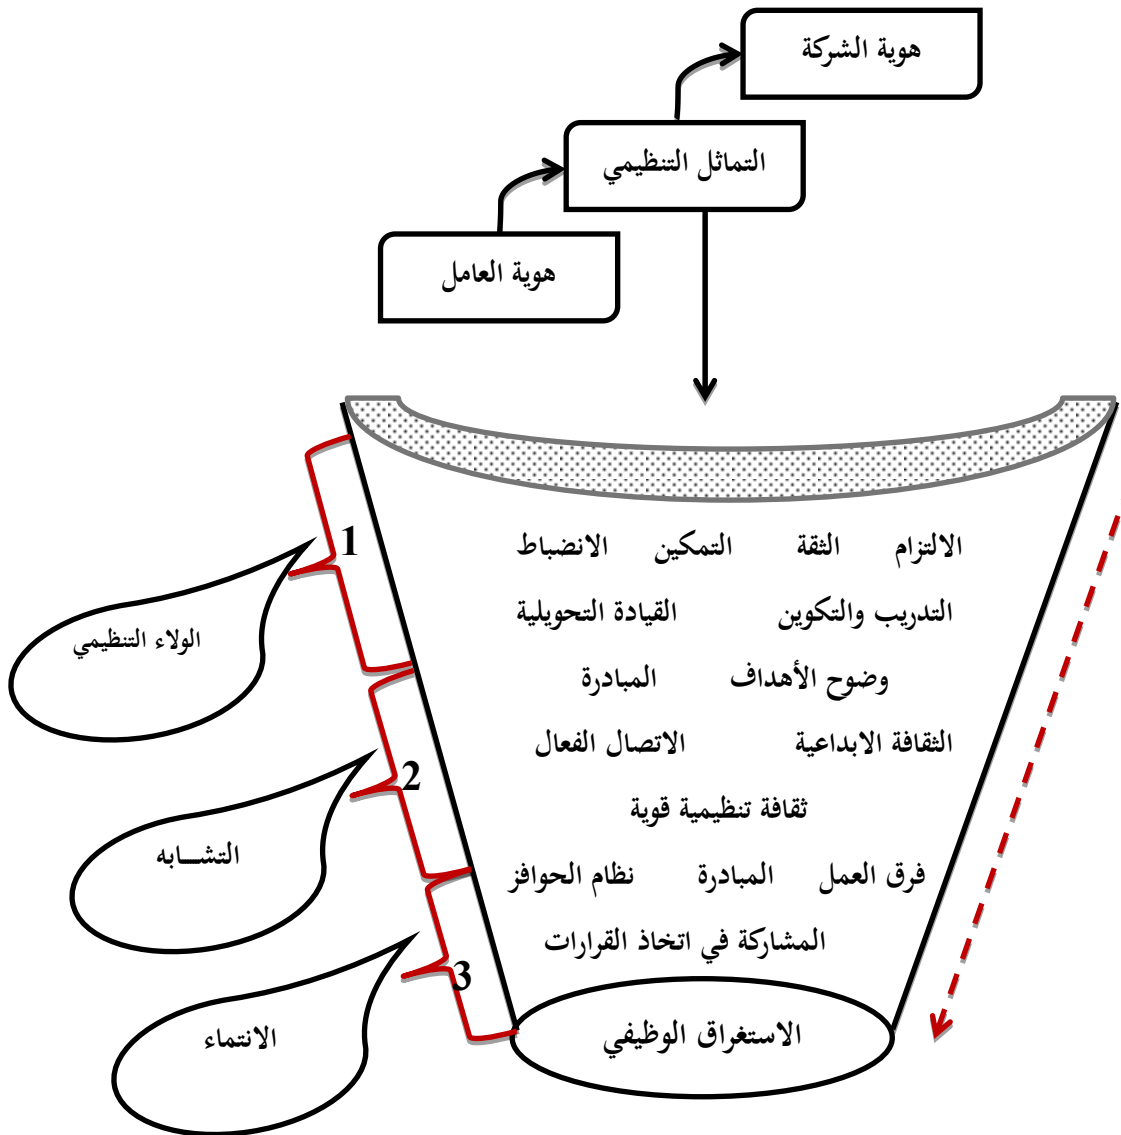 هوية الشركة
التماثل التنظيمي
هوية العامل
الالتزام الثقة التمكين الانضباط
1
التدريب والتكوين القيادة التحويلية
الولاء التنظيمي
وضوح الأهداف المبادرة
الثقافة الابداعية الاتصال الفعال
2
ثقافة تنظيمية قوية
التشـــابه
فرق العمل المبادرة نظام الحوافز
المشاركة في اتخاذ القرارات
3
الاستغراق الوظيفي
الانتماء